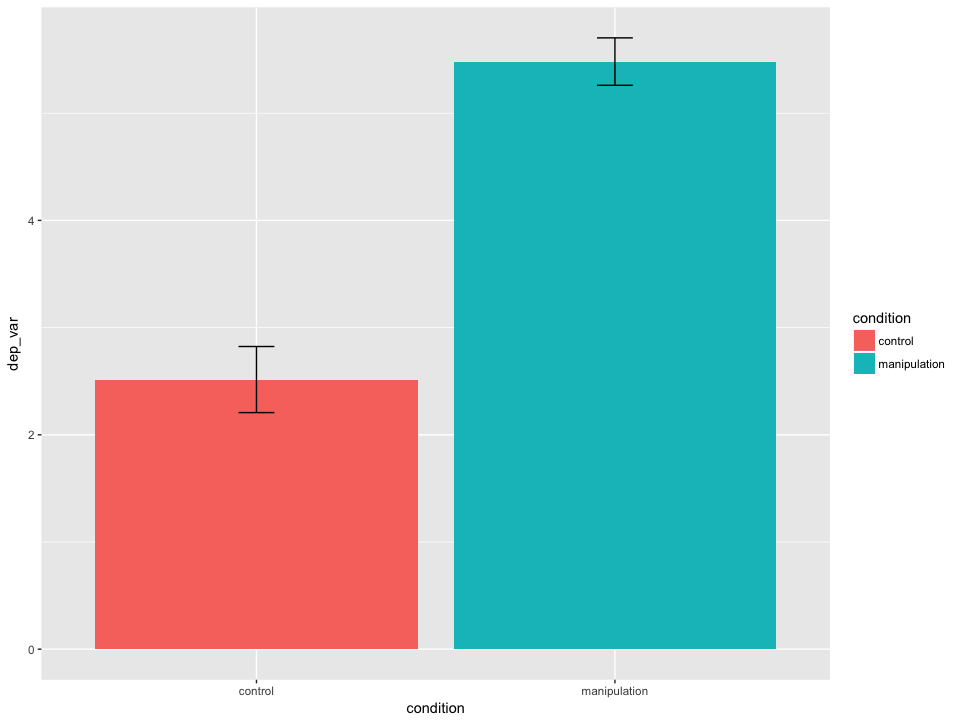 dep_var
4
2
0
control
manipulation
condition
condition
control
manipulation